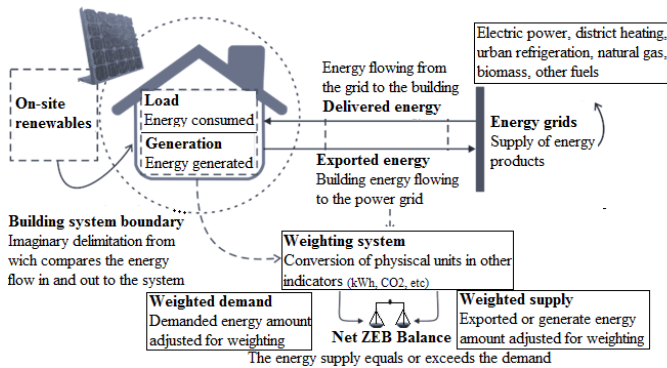 Electric power, district heating,
urban refrigeration, natural gas,
biomass, other fuels
Energy flowing from
the grid to the building
Delivered energy
On-site
renewables
Load
Energy consumed
Generation
Energy generated
Energy grids
Supply of energy
products
Exported energy
Building energy flowing
to the power grid
Building system boundary
Imaginary delimitation from
wich compares the energy
flow in and out to the system
Weighting system
Conversion of physiscal units in other
indicators (kWh, CO2, etc)
Weighted demand
Demanded energy amount
adjusted for weighting
Net ZEB Balance
Weighted supply
Exported or generate energy
amount adjusted for weighting
The energy supply equals or exceeds the demand